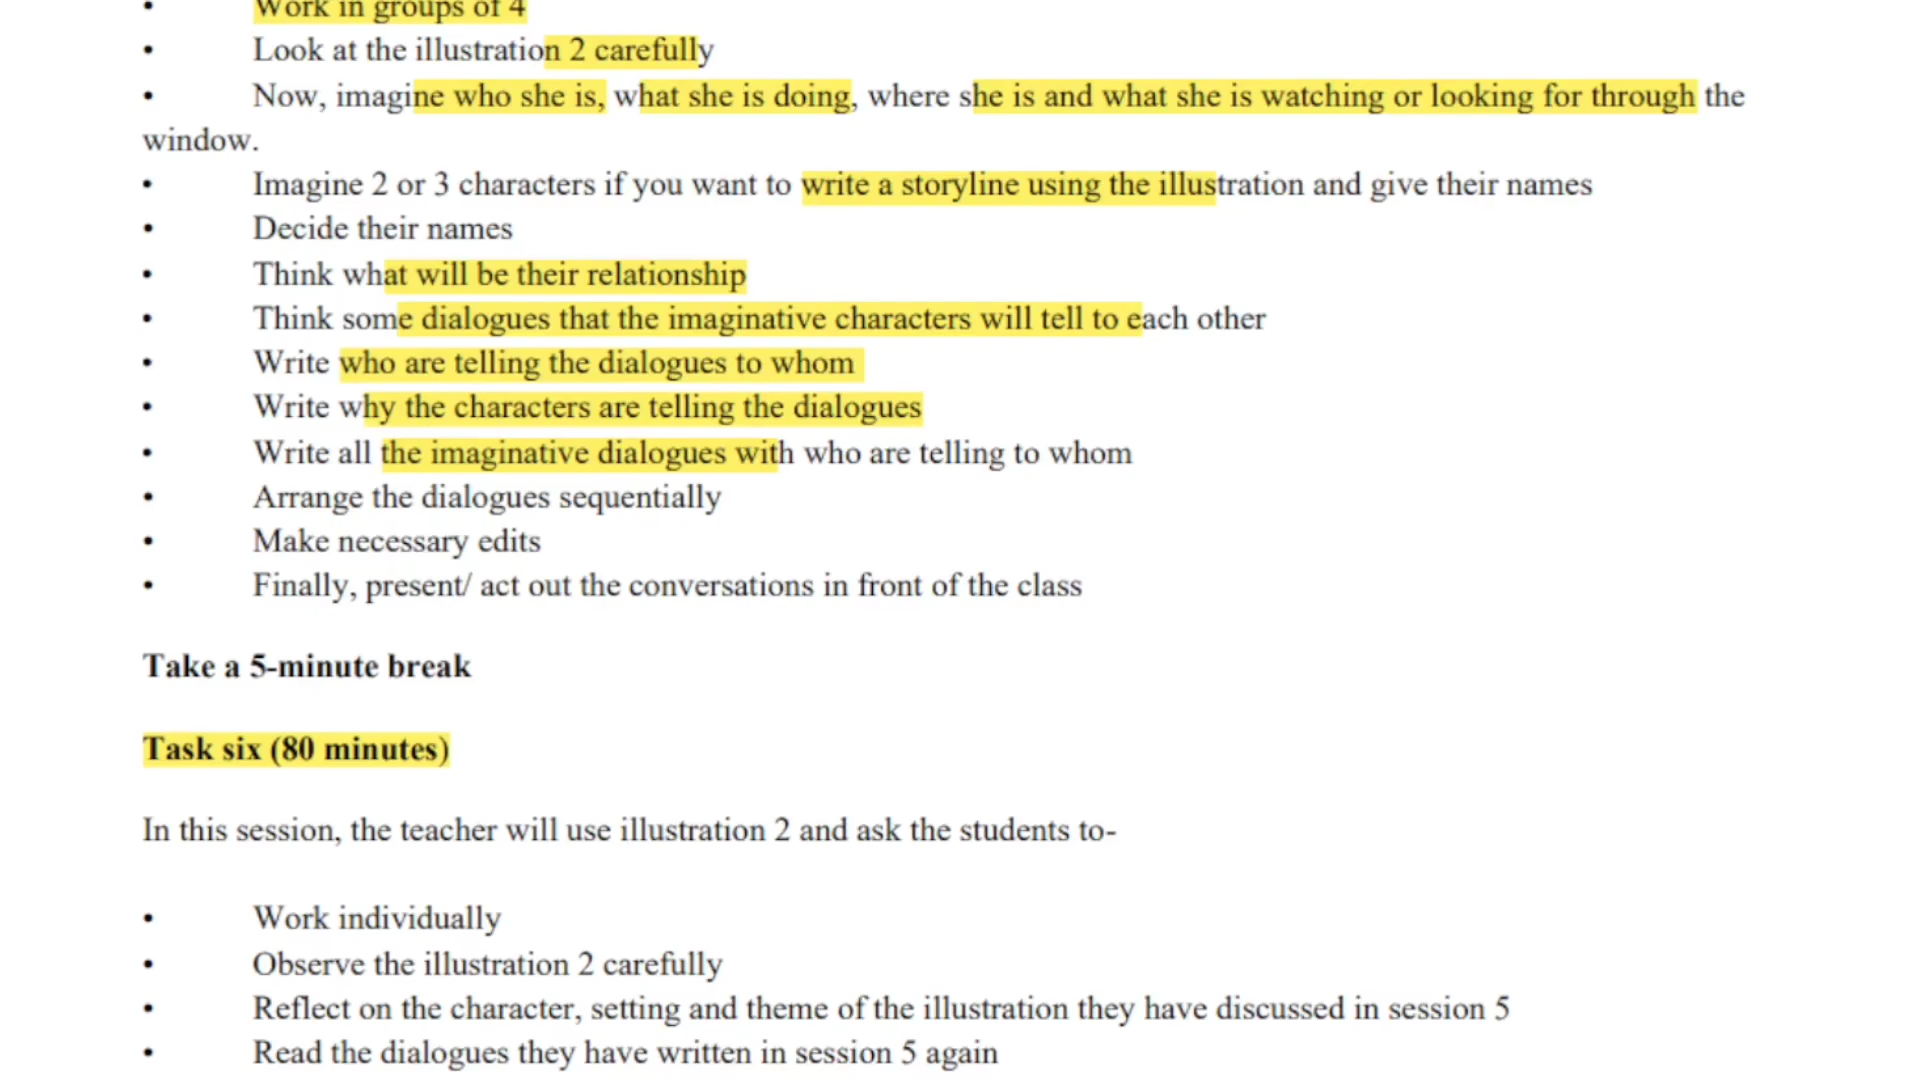 • Work in groups of 4
• Look at the illustration 2 carefully
• Now, imagine who she is, what she is doing, where she is and what she is watching or looking for through the
window.
• Imagine 2 or 3 characters if you want to write a storyline using the illustration and give their names
• Decide their names
• Think what will be their relationship
• Think some dialogues that the imaginative characters will tell to each other
• Write who are telling the dialogues to whom
• Write why the characters are telling the dialogues
• Write all the imaginative dialogues with who are telling to whom
• Arrange the dialogues sequentially
• Make necessary edits
• Finally, present/ act out the conversations in front of the class
Take a 5-minute break
Task six (80 minutes)
In this session, the teacher will use illustration 2 and ask the students to-
• Work individually
• Observe the illustration 2 carefully
• Reflect on the character, setting and theme of the illustration they have discussed in session 5
• Read the dialogues they have written in session 5 again